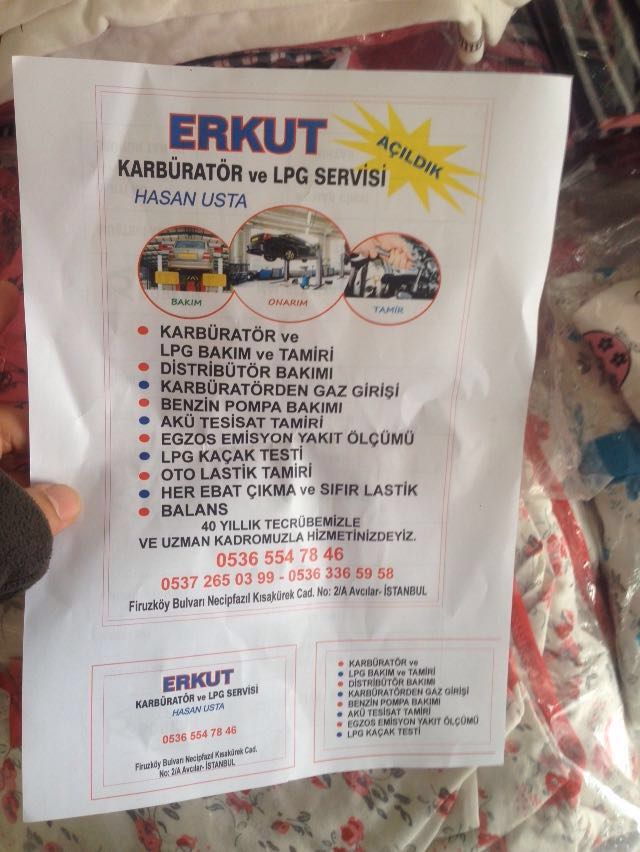 ERKUT
AÇILDIK
KARBÜRATÖR ve LPG SERVİSİ
HASAN USTA
BAKIM
ONARIM
TAMİR
KARBÜRATÖR ve
LPG BAKIM ve TAMİRİ
DİSTRİBÜTÖR BAKIMI
KARBÜRATÖRDEN GAZ GİRİŞİ
BENZİN POMPA BAKIMI
AKÜ TESİSAT TAMİRİ
EGZOS EMİSYON YAKIT ÖLÇÜMÜ
LPG KAÇAK TESTİ
OTO LASTİK TAMİRİ
HER EBAT ÇIKMA ve SIFIR LASTİK
BALANS
40 YILLIK TECRÜBEMİZLE
VE UZMAN KADROMUZLA HİZMETİNİZDEYİZ.
0536 554 78 46
0537 265 03 99 - 0536 336 59 58
Firuzköy Bulvarı Necipfazıl Kısakürek Cad. No: 2/A Avcılar- İSTANBUL
ERKUT
KARBÜRATÖR ve LPG SERVİSİ
HASAN USTA
0536 554 78 46
Firuzköy Bulvarı Necipfazıl Kısakürek Cad.
No: 2/A Avcılar- İSTANBUL
KARBÜRATÖR ve
LPG BAKIM ve TAMİRİ
DİSTRİBÜTÖR BAKIMI
KARBÜRATÖRDEN GAZ GİRİŞİ
BENZİN POMPA BAKIMI
AKÜ TESİSAT TAMİRİ
EGZOS EMİSYON YAKIT ÖLÇÜMÜ
LPG KAÇAK TESTİ